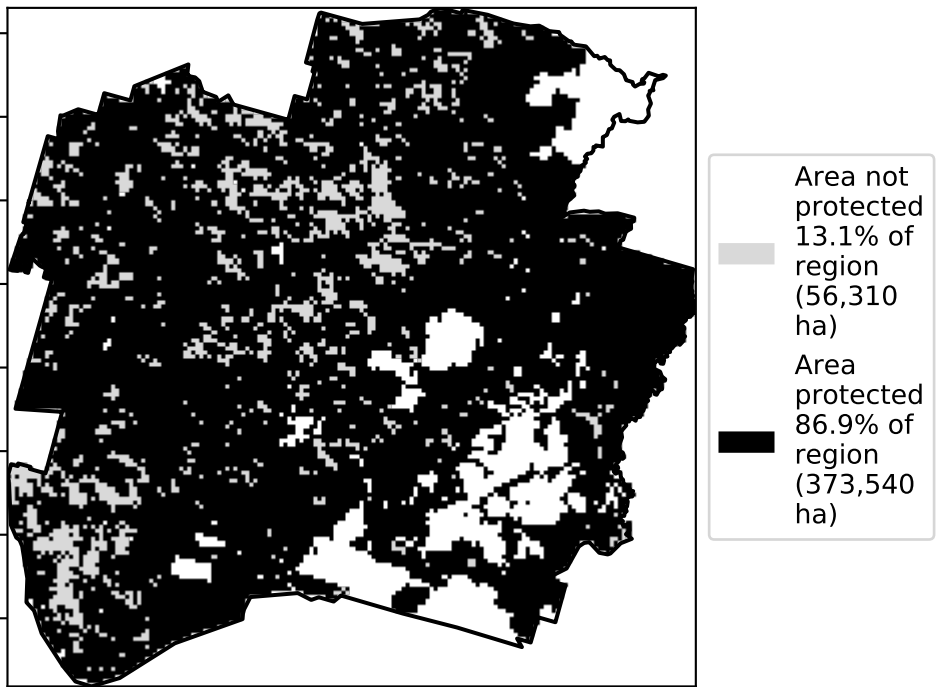 Area not
protected
13.1% of
region
(56,310
ha)
Area
protected
86.9% of
region
(373,540
ha)